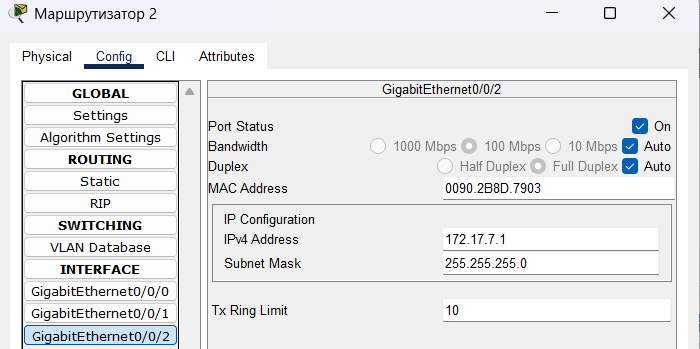 Маршрутизатор 2
Physical Config CLI Attributes
GLOBAL
Settings
Algorithm Settings
ROUTING
Static
RIP
SWITCHING
VLAN Database
INTERFACE
GigabitEthernet0/0/0
GigabitEthernet0/0/1
GigabitEthernet0/0/2
GigabitEthernet0/0/2
Port Status On
Bandwidth 1000 Mbps 100 Mbps 10 Mbps Auto
Duplex Half Duplex Full Duplex Auto
MAC Address 0090.2B8D.7903
IP Configuration
IPv4 Address 172.17.7.1
Subnet Mask 255.255.255.0
Tx Ring Limit 10